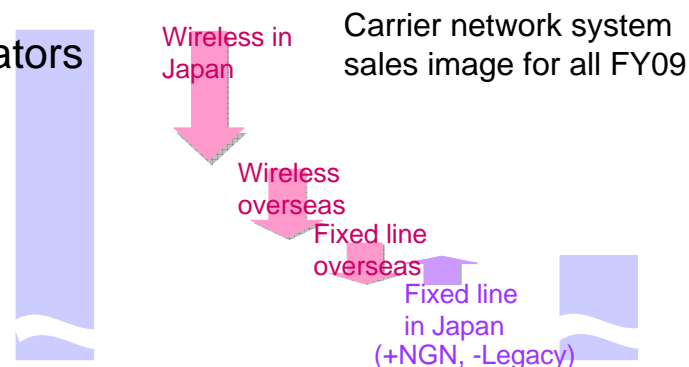 Carrier network system
sales image for all FY09
Wireless in
Japan
Wireless
overseas
Fixed line
overseas
Fixed line
in Japan
(+NGN, -Legacy)